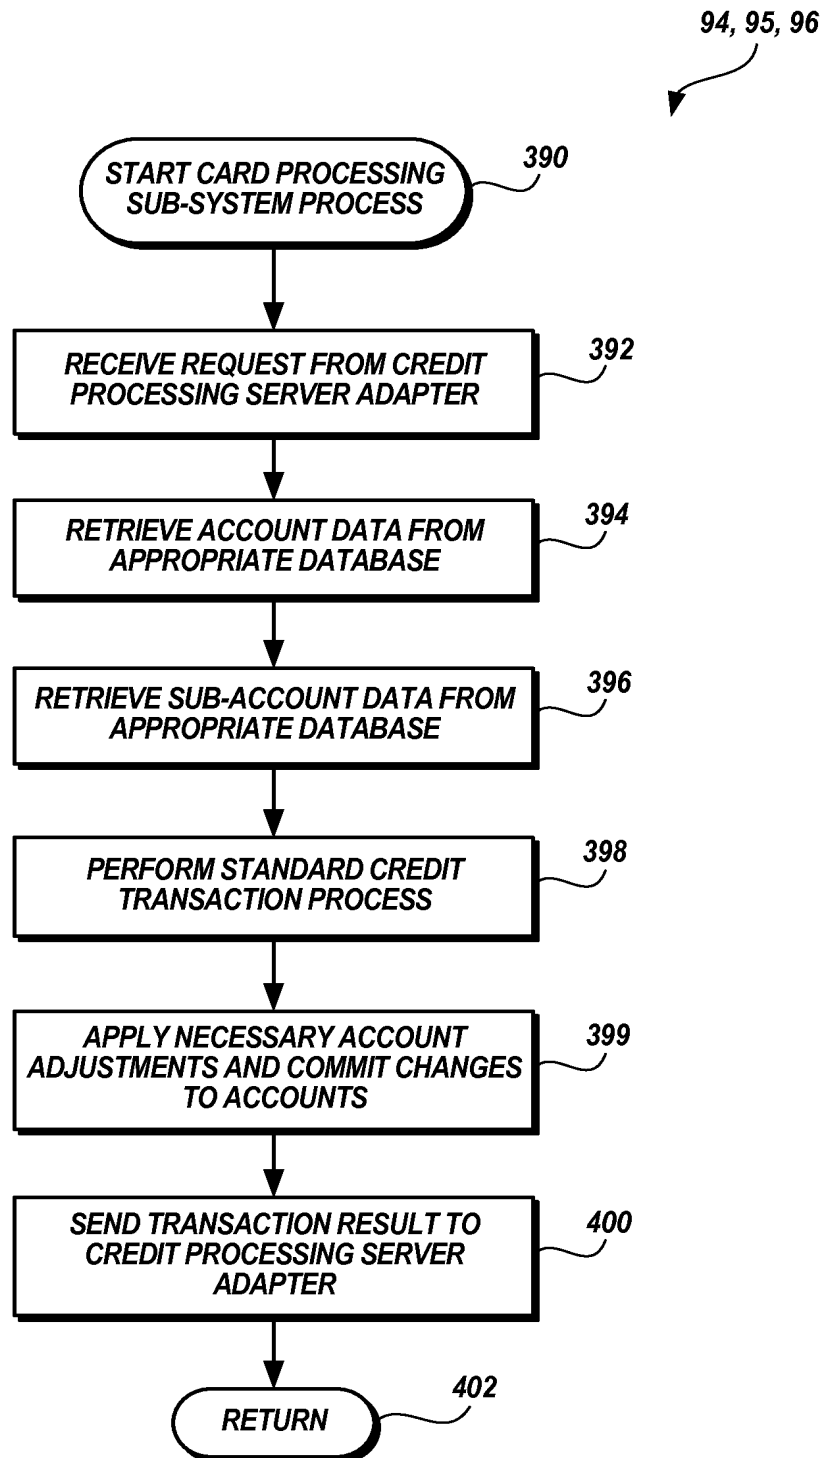 94, 95, 96
START CARD PROCESSING
SUB-SYSTEM PROCESS
390
RECEIVE REQUEST FROM CREDIT
PROCESSING SERVER ADAPTER
392
RETRIEVE ACCOUNT DATA FROM
APPROPRIATE DATABASE
394
RETRIEVE SUB-ACCOUNT DATA FROM
APPROPRIATE DATABASE
396
PERFORM STANDARD CREDIT
TRANSACTION PROCESS
398
APPLY NECESSARY ACCOUNT
ADJUSTMENTS AND COMMIT CHANGES
TO ACCOUNTS
399
SEND TRANSACTION RESULT TO
CREDIT PROCESSING SERVER
ADAPTER
400
RETURN
402